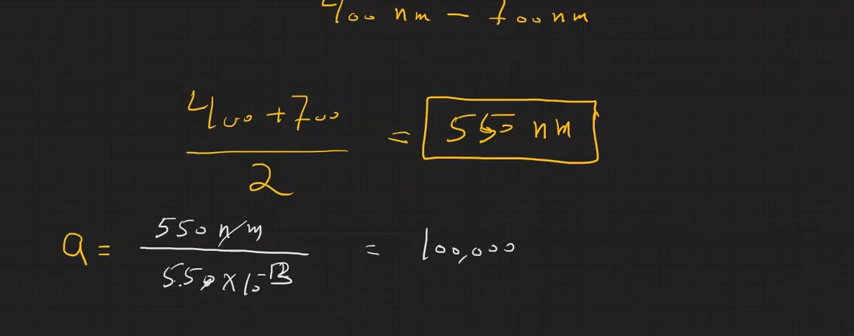 400 nm - 700 nm
400 + 700 / 2 = 550 nm
a = 550 nm / 5.50 × 10⁻¹³ = 100,000